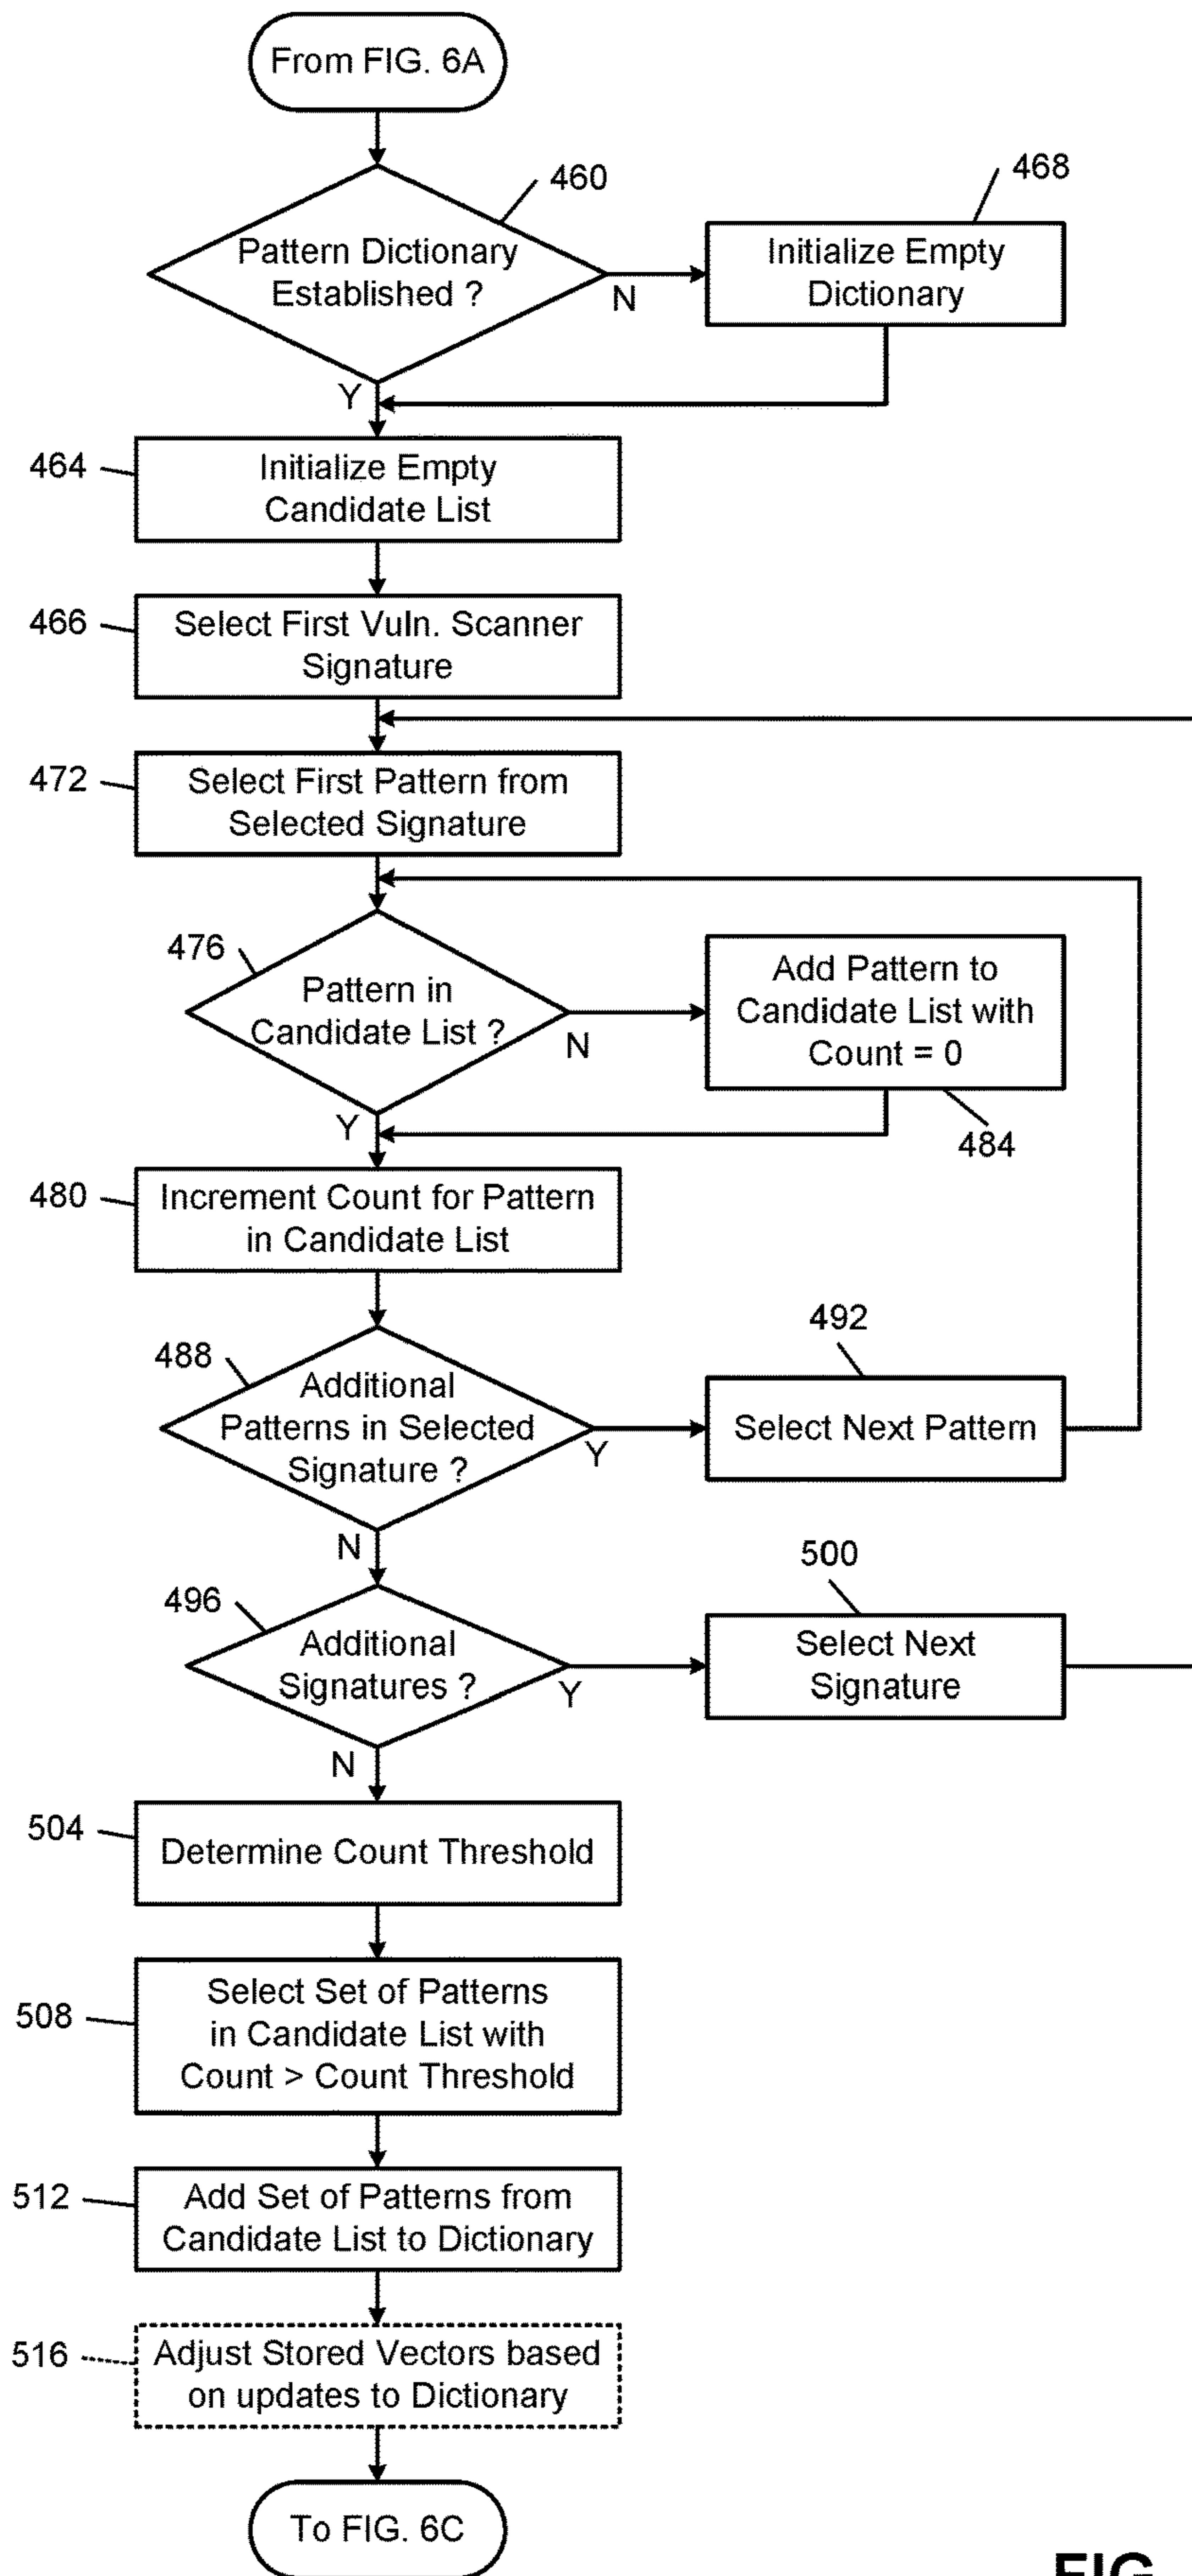 From FIG. 6A
460
468
Pattern Dictionary
Established ?
Initialize Empty
Dictionary
N
Y
464
Initialize Empty
Candidate List
466
Select First Vuln. Scanner
Signature
472
Select First Pattern from
Selected Signature
476
Pattern in
Candidate List ?
Add Pattern to
Candidate List with
Count = 0
N
Y
484
480
Increment Count for Pattern
in Candidate List
492
488
Additional
Patterns in Selected
Signature ?
Select Next Pattern
Y
N
500
496
Additional
Signatures ?
Select Next
Signature
Y
N
504
Determine Count Threshold
508
Select Set of Patterns
in Candidate List with
Count > Count Threshold
512
Add Set of Patterns from
Candidate List to Dictionary
516
Adjust Stored Vectors based
on updates to Dictionary
To FIG. 6C
FIG